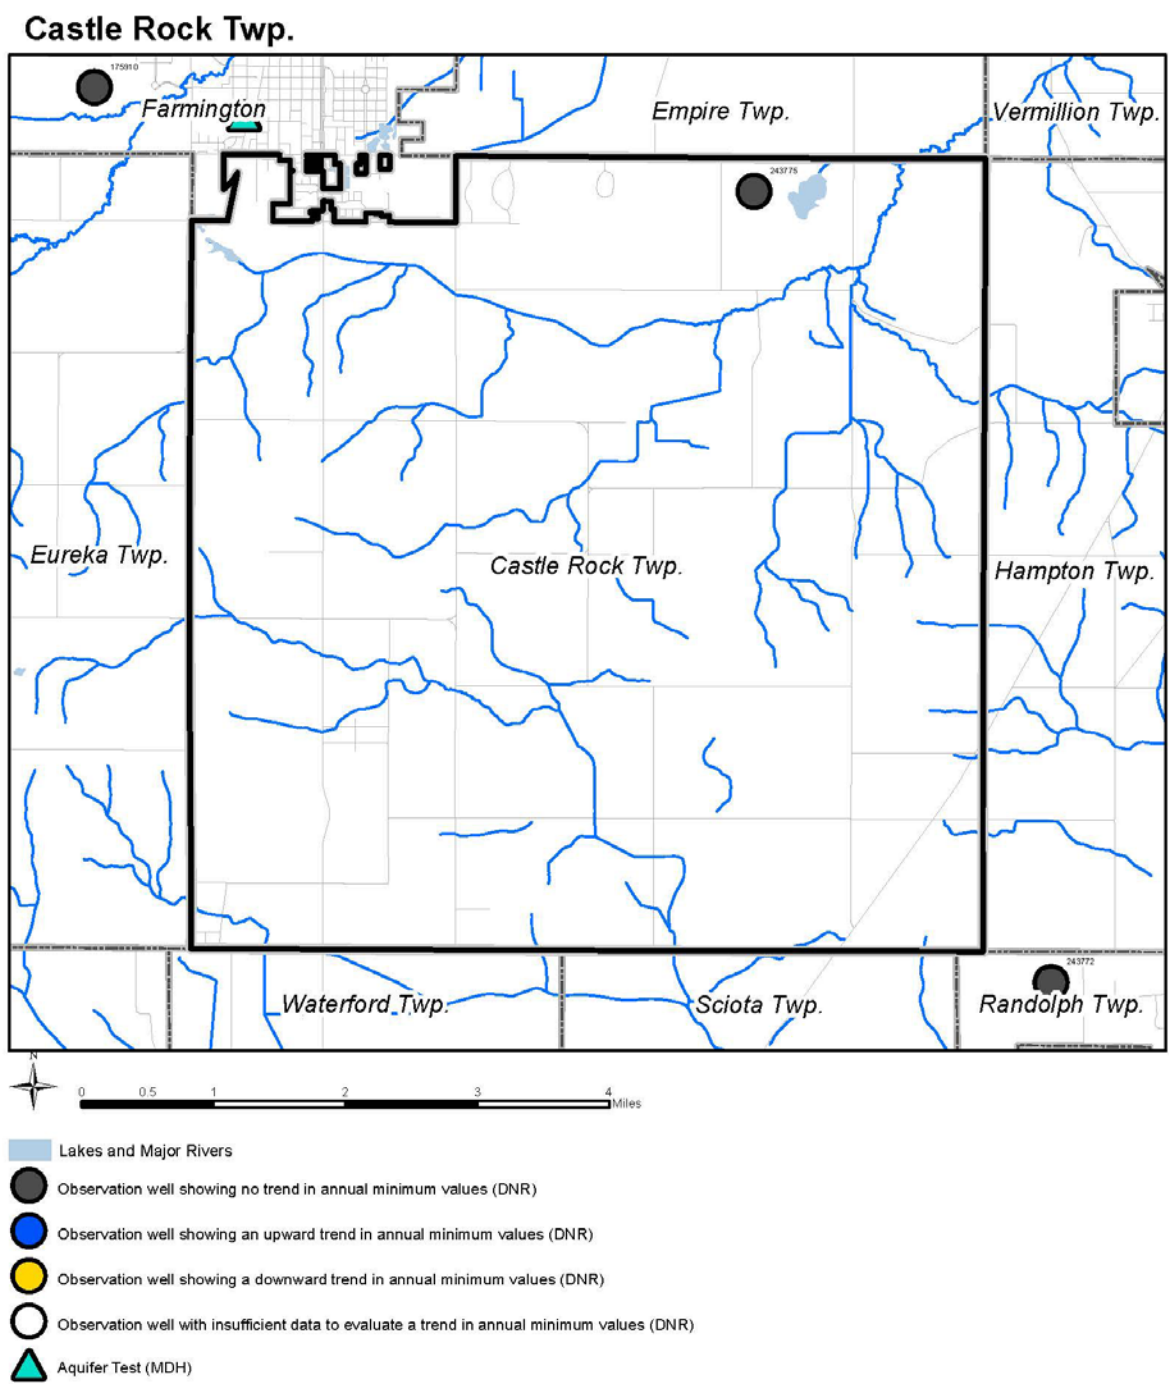 Castle Rock Twp.
175910
Farmington
Empire Twp.
Vermillion Twp.
243775
Eureka Twp.
Castle Rock Twp.
Hampton Twp.
243772
Waterford Twp.
Sciota Twp.
Randolph Twp.
N
0 0.5 1 2 3 4
Miles
Lakes and Major Rivers
Observation well showing no trend in annual minimum values (DNR)
Observation well showing an upward trend in annual minimum values (DNR)
Observation well showing a downward trend in annual minimum values (DNR)
Observation well with insufficient data to evaluate a trend in annual minimum values (DNR)
Aquifer Test (MDH)